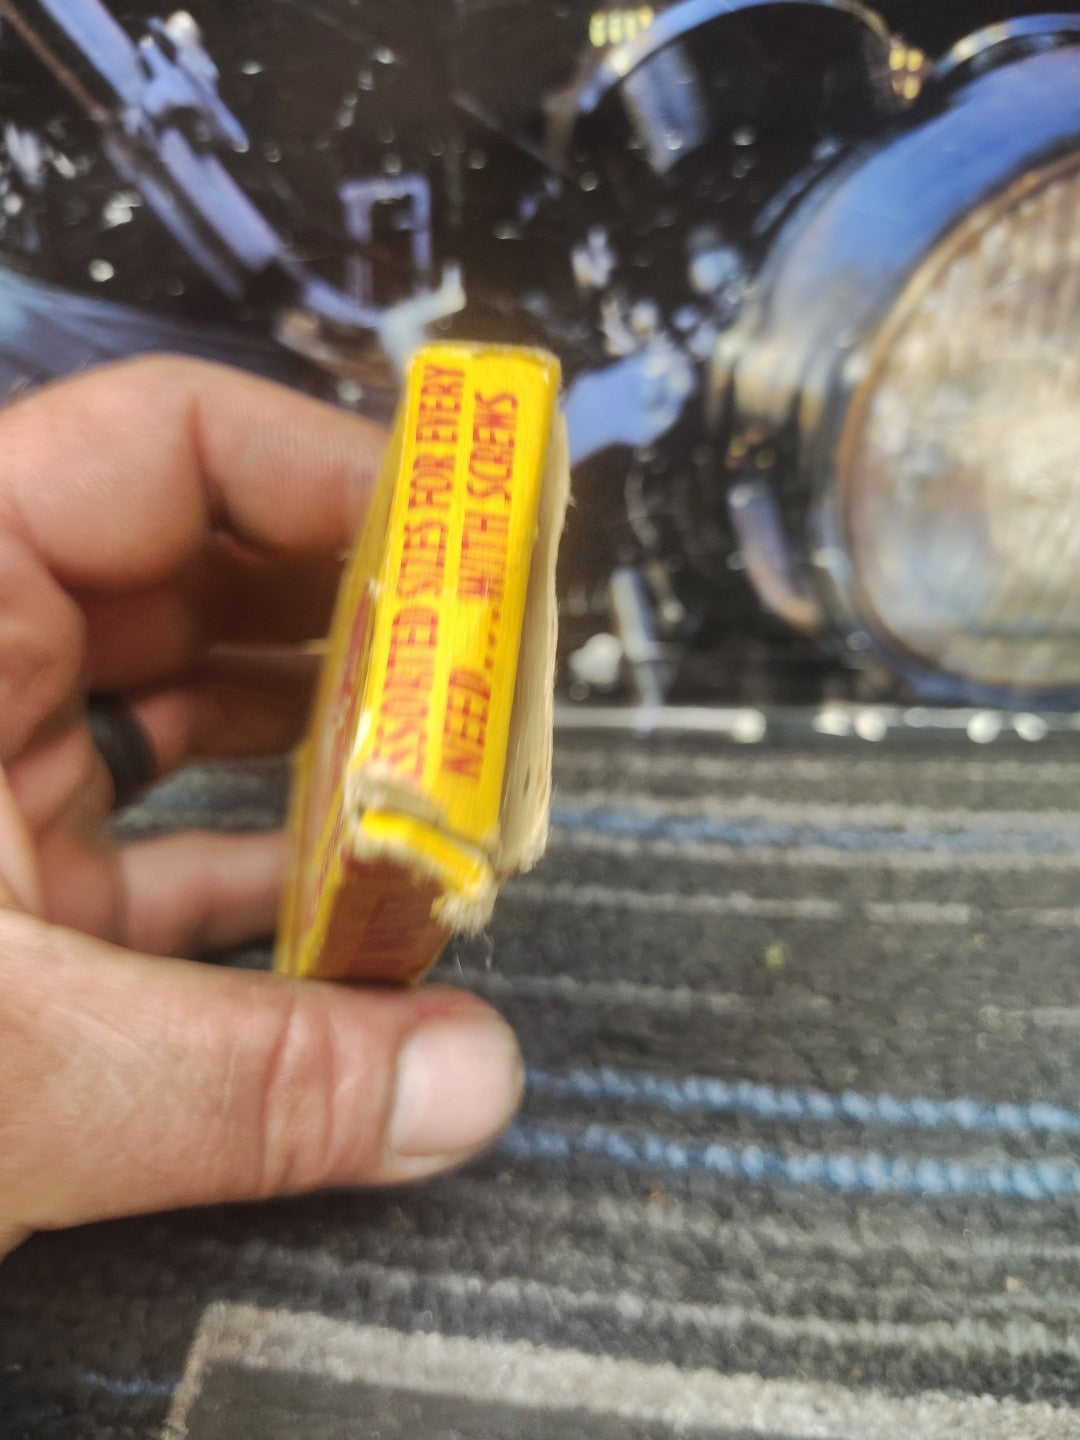 ASSORTED SIZES FOR EVERY
NEED....WITH SCREWS